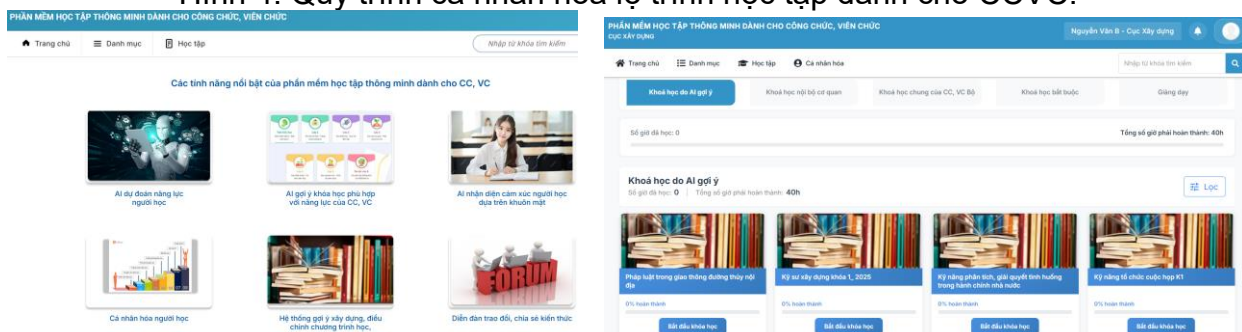 Hình 4. Quy trình cá nhân hóa lộ trình học tập dành cho CCVC.
PHẦN MỀM HỌC TẬP THÔNG MINH DÀNH CHO CÔNG CHỨC, VIÊN CHỨC
Trang chủ Danh mục Học tập Nhập từ khóa tìm kiếm
Các tính năng nổi bật của phần mềm học tập thông minh dành cho CC, VC
AI dự đoán năng lực
người học
AI gợi ý khóa học phù hợp
với năng lực của CC, VC
AI nhận diện cảm xúc người học
dựa trên khuôn mặt
Cá nhân hóa người học
Hệ thống gợi ý xây dựng, điều
chỉnh chương trình học,
FORUM
Diễn đàn trao đổi, chia sẻ kiến thức
PHẦN MỀM HỌC TẬP THÔNG MINH DÀNH CHO CÔNG CHỨC, VIÊN CHỨC
CỤC XÂY DỰNG
Nguyễn Văn B - Cục Xây dựng
Trang chủ Danh mục Học tập Cá nhân hóa Nhập từ khóa tìm kiếm
Khoá học do AI gợi ý Khoá học nội bộ cơ quan Khoá học chung của CC, VC Bộ Khoá học bắt buộc Giảng dạy
Số giờ đã học: 0 Tổng số giờ phải hoàn thành: 40h
Khoá học do AI gợi ý
Số giờ đã học: 0 Tổng số giờ phải hoàn thành: 40h
Lọc
Pháp luật trong giao thông đường thủy nội
địa
0% hoàn thành
Bắt đầu khóa học
Kỹ sư xây dựng khóa 1_ 2025
0% hoàn thành
Bắt đầu khóa học
Kỹ năng phân tích, giải quyết tình huống
trong hành chính nhà nước
0% hoàn thành
Bắt đầu khóa học
Kỹ năng tổ chức cuộc họp K1
0% hoàn thành
Bắt đầu khóa học